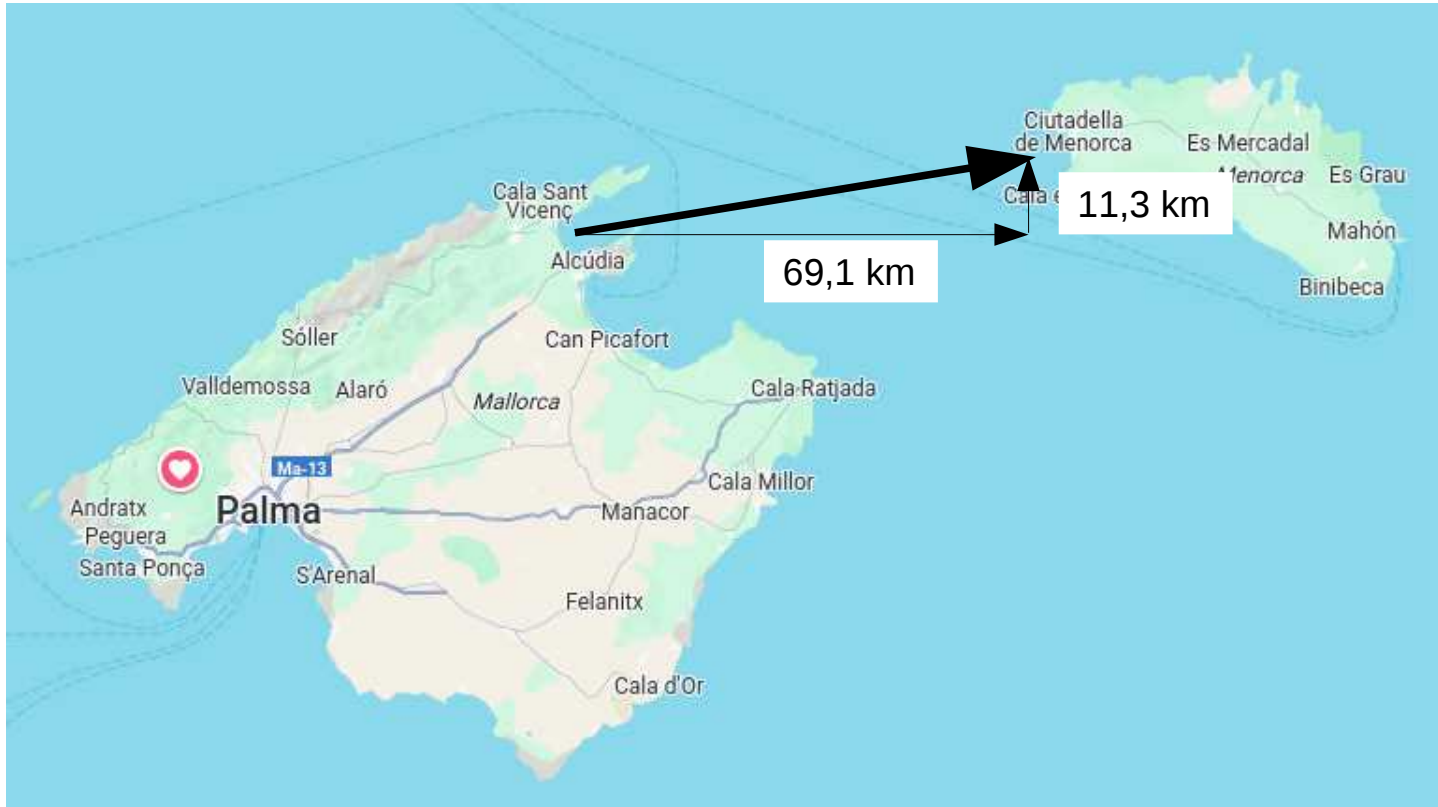 Ciutadella
de Menorca
Es Mercadal
Menorca
Es Grau
Cala Sant
Vicenç
Cala
11,3 km
Mahón
Alcúdia
69,1 km
Binibeca
Sóller
Can Picafort
Valldemossa
Alaró
Mallorca
Cala Ratjada
Ma-13
Cala Millor
Andratx
Palma
Manacor
Peguera
Santa Ponça
S'Arenal
Felanitx
Cala d'Or